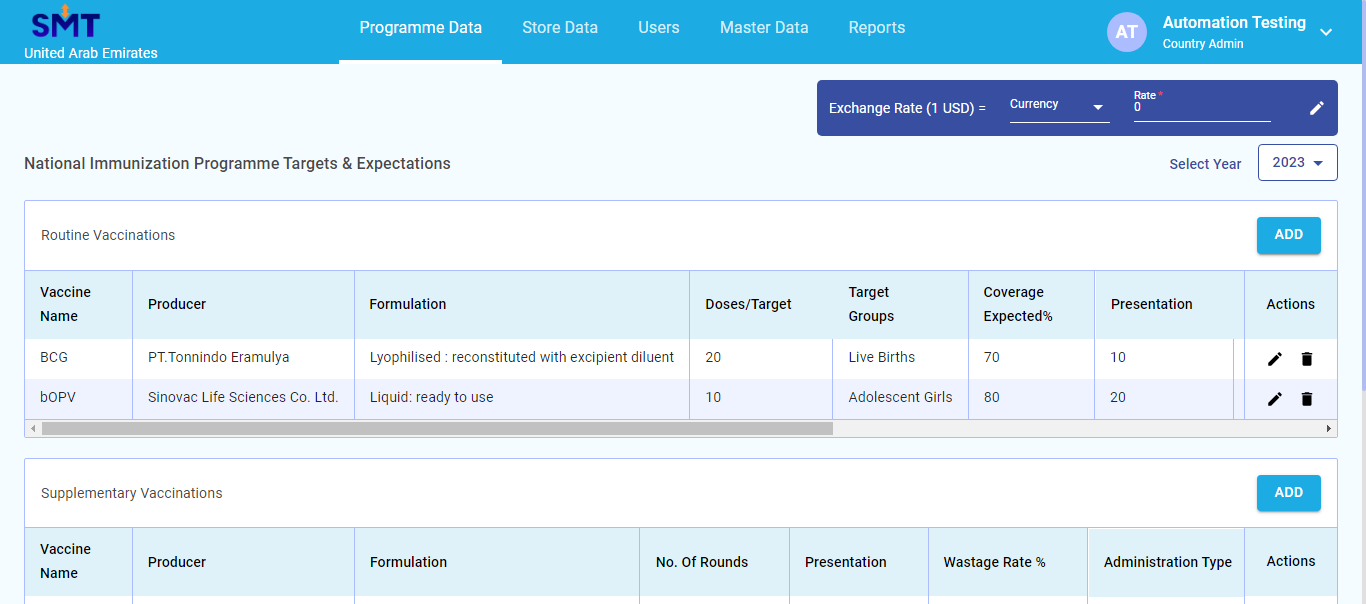 SMT
United Arab Emirates
Programme Data Store Data Users Master Data Reports
AT
Automation Testing
Country Admin
Exchange Rate (1 USD) = Currency Rate * 0
National Immunization Programme Targets & Expectations
Select Year 2023
Routine Vaccinations
ADD
Vaccine Name Producer Formulation Doses/Target Target Groups Coverage Expected% Presentation Actions
BCG PT.Tonnindo Eramulya Lyophilised : reconstituted with excipient diluent 20 Live Births 70 10
bOPV Sinovac Life Sciences Co. Ltd. Liquid: ready to use 10 Adolescent Girls 80 20
Supplementary Vaccinations
ADD
Vaccine Name Producer Formulation No. Of Rounds Presentation Wastage Rate % Administration Type Actions